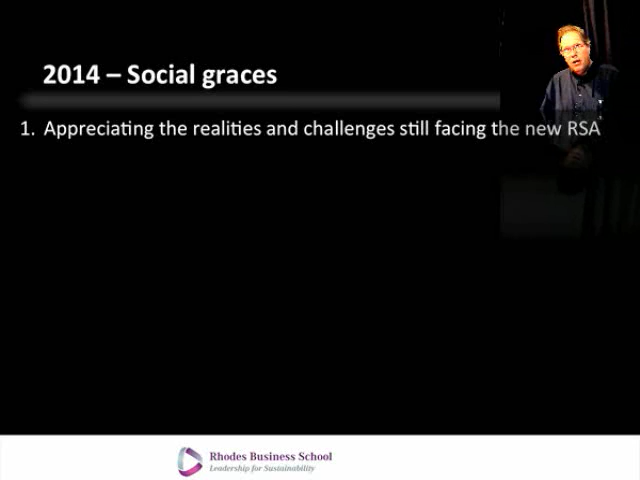 2014 – Social graces
1. Appreciating the realities and challenges still facing the new RSA
Rhodes Business School
Leadership for Sustainability